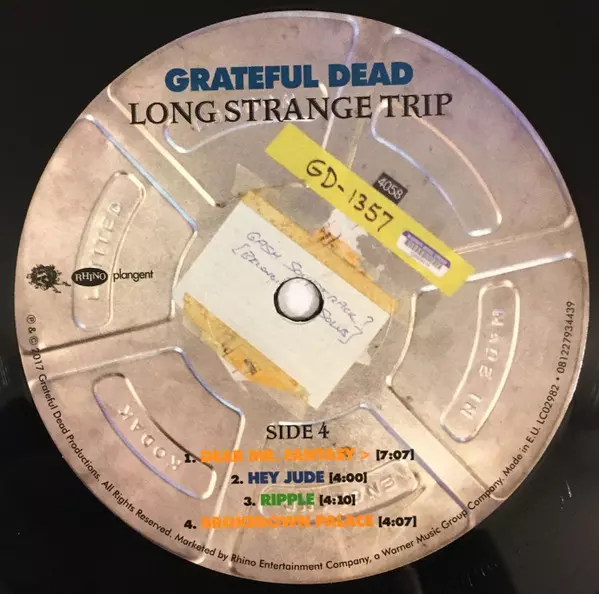 GRATEFUL DEAD
LONG STRANGE TRIP
GD-1357
4058
RHINO plangent
KODAK
SIDE 4
1. DEAR MR. FANTASY > [7:07]
2. HEY JUDE [4:00]
3. RIPPLE [4:10]
4. BROKEDOWN PALACE [4:07]
℗ & © 2017 Grateful Dead Productions. All Rights Reserved. Marketed by Rhino Entertainment Company, a Warner Music Group Company. Made in E.U. LC02982 • 081227934439